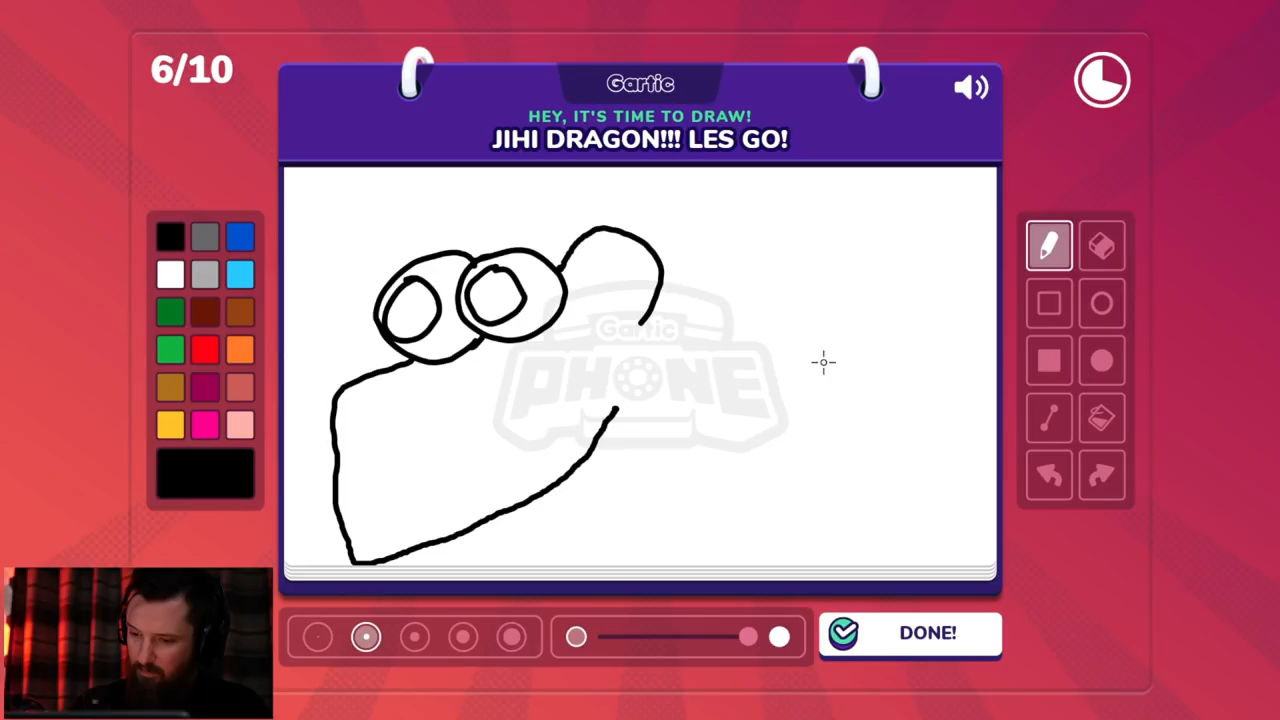 6/10
Gartic
HEY, IT'S TIME TO DRAW!
JIHI DRAGON!!! LES GO!
Gartic
PHONE
DONE!